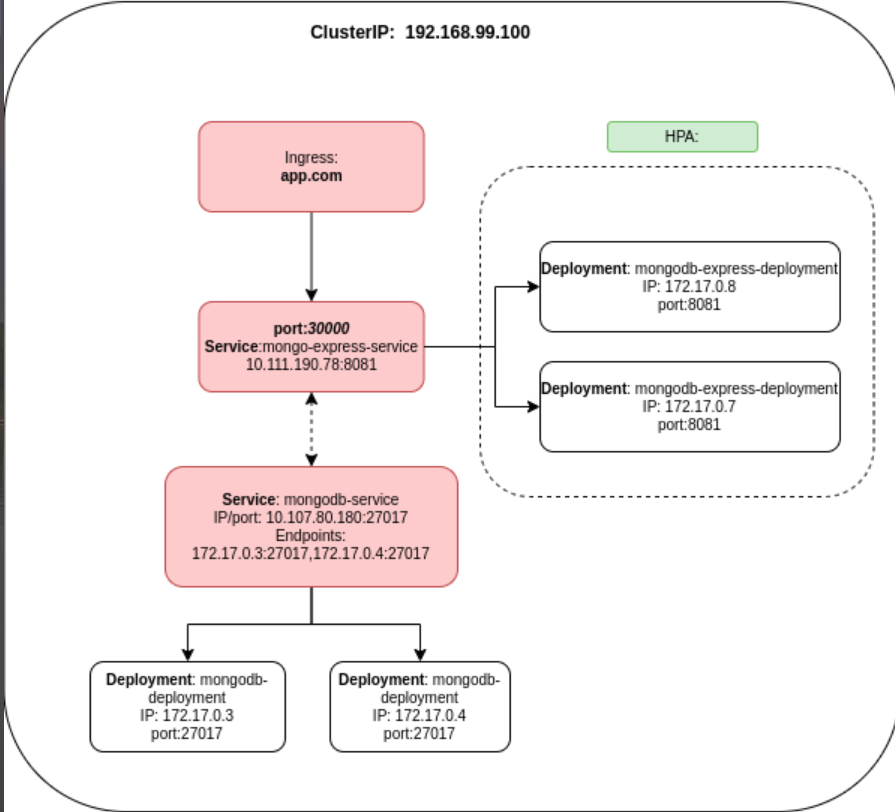 ClusterIP:  192.168.99.100
Ingress:
app.com
HPA:
Deployment: mongodb-express-deployment
IP: 172.17.0.8
port:8081
port:30000
Service:mongo-express-service
10.111.190.78:8081
Deployment: mongodb-express-deployment
IP: 172.17.0.7
port:8081
Service: mongodb-service
IP/port: 10.107.80.180:27017
Endpoints:
172.17.0.3:27017,172.17.0.4:27017
Deployment: mongodb-
deployment
IP: 172.17.0.3
port:27017
Deployment: mongodb-
deployment
IP: 172.17.0.4
port:27017